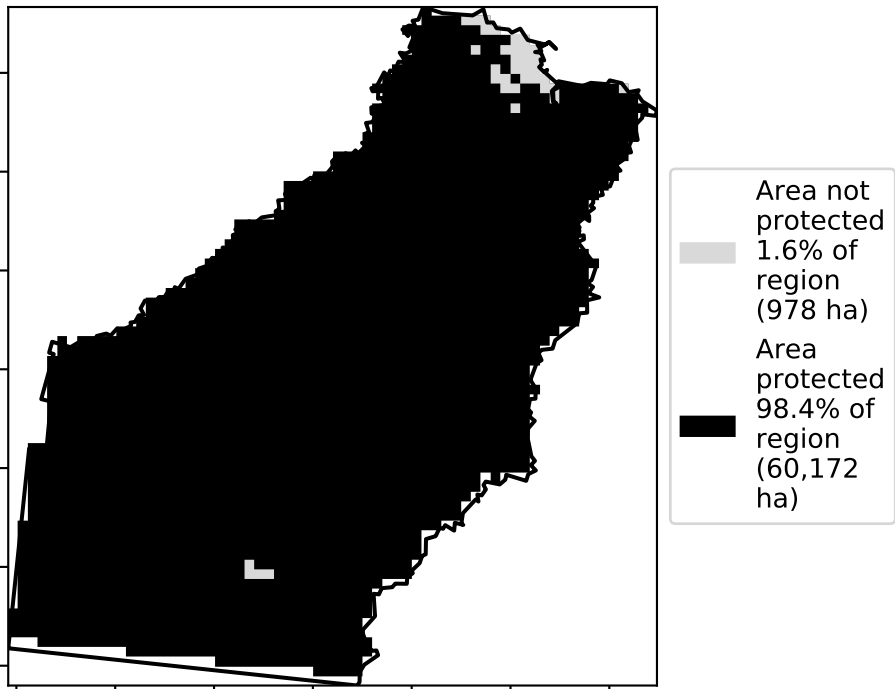 Area not
protected
1.6% of
region
(978 ha)
Area
protected
98.4% of
region
(60,172
ha)